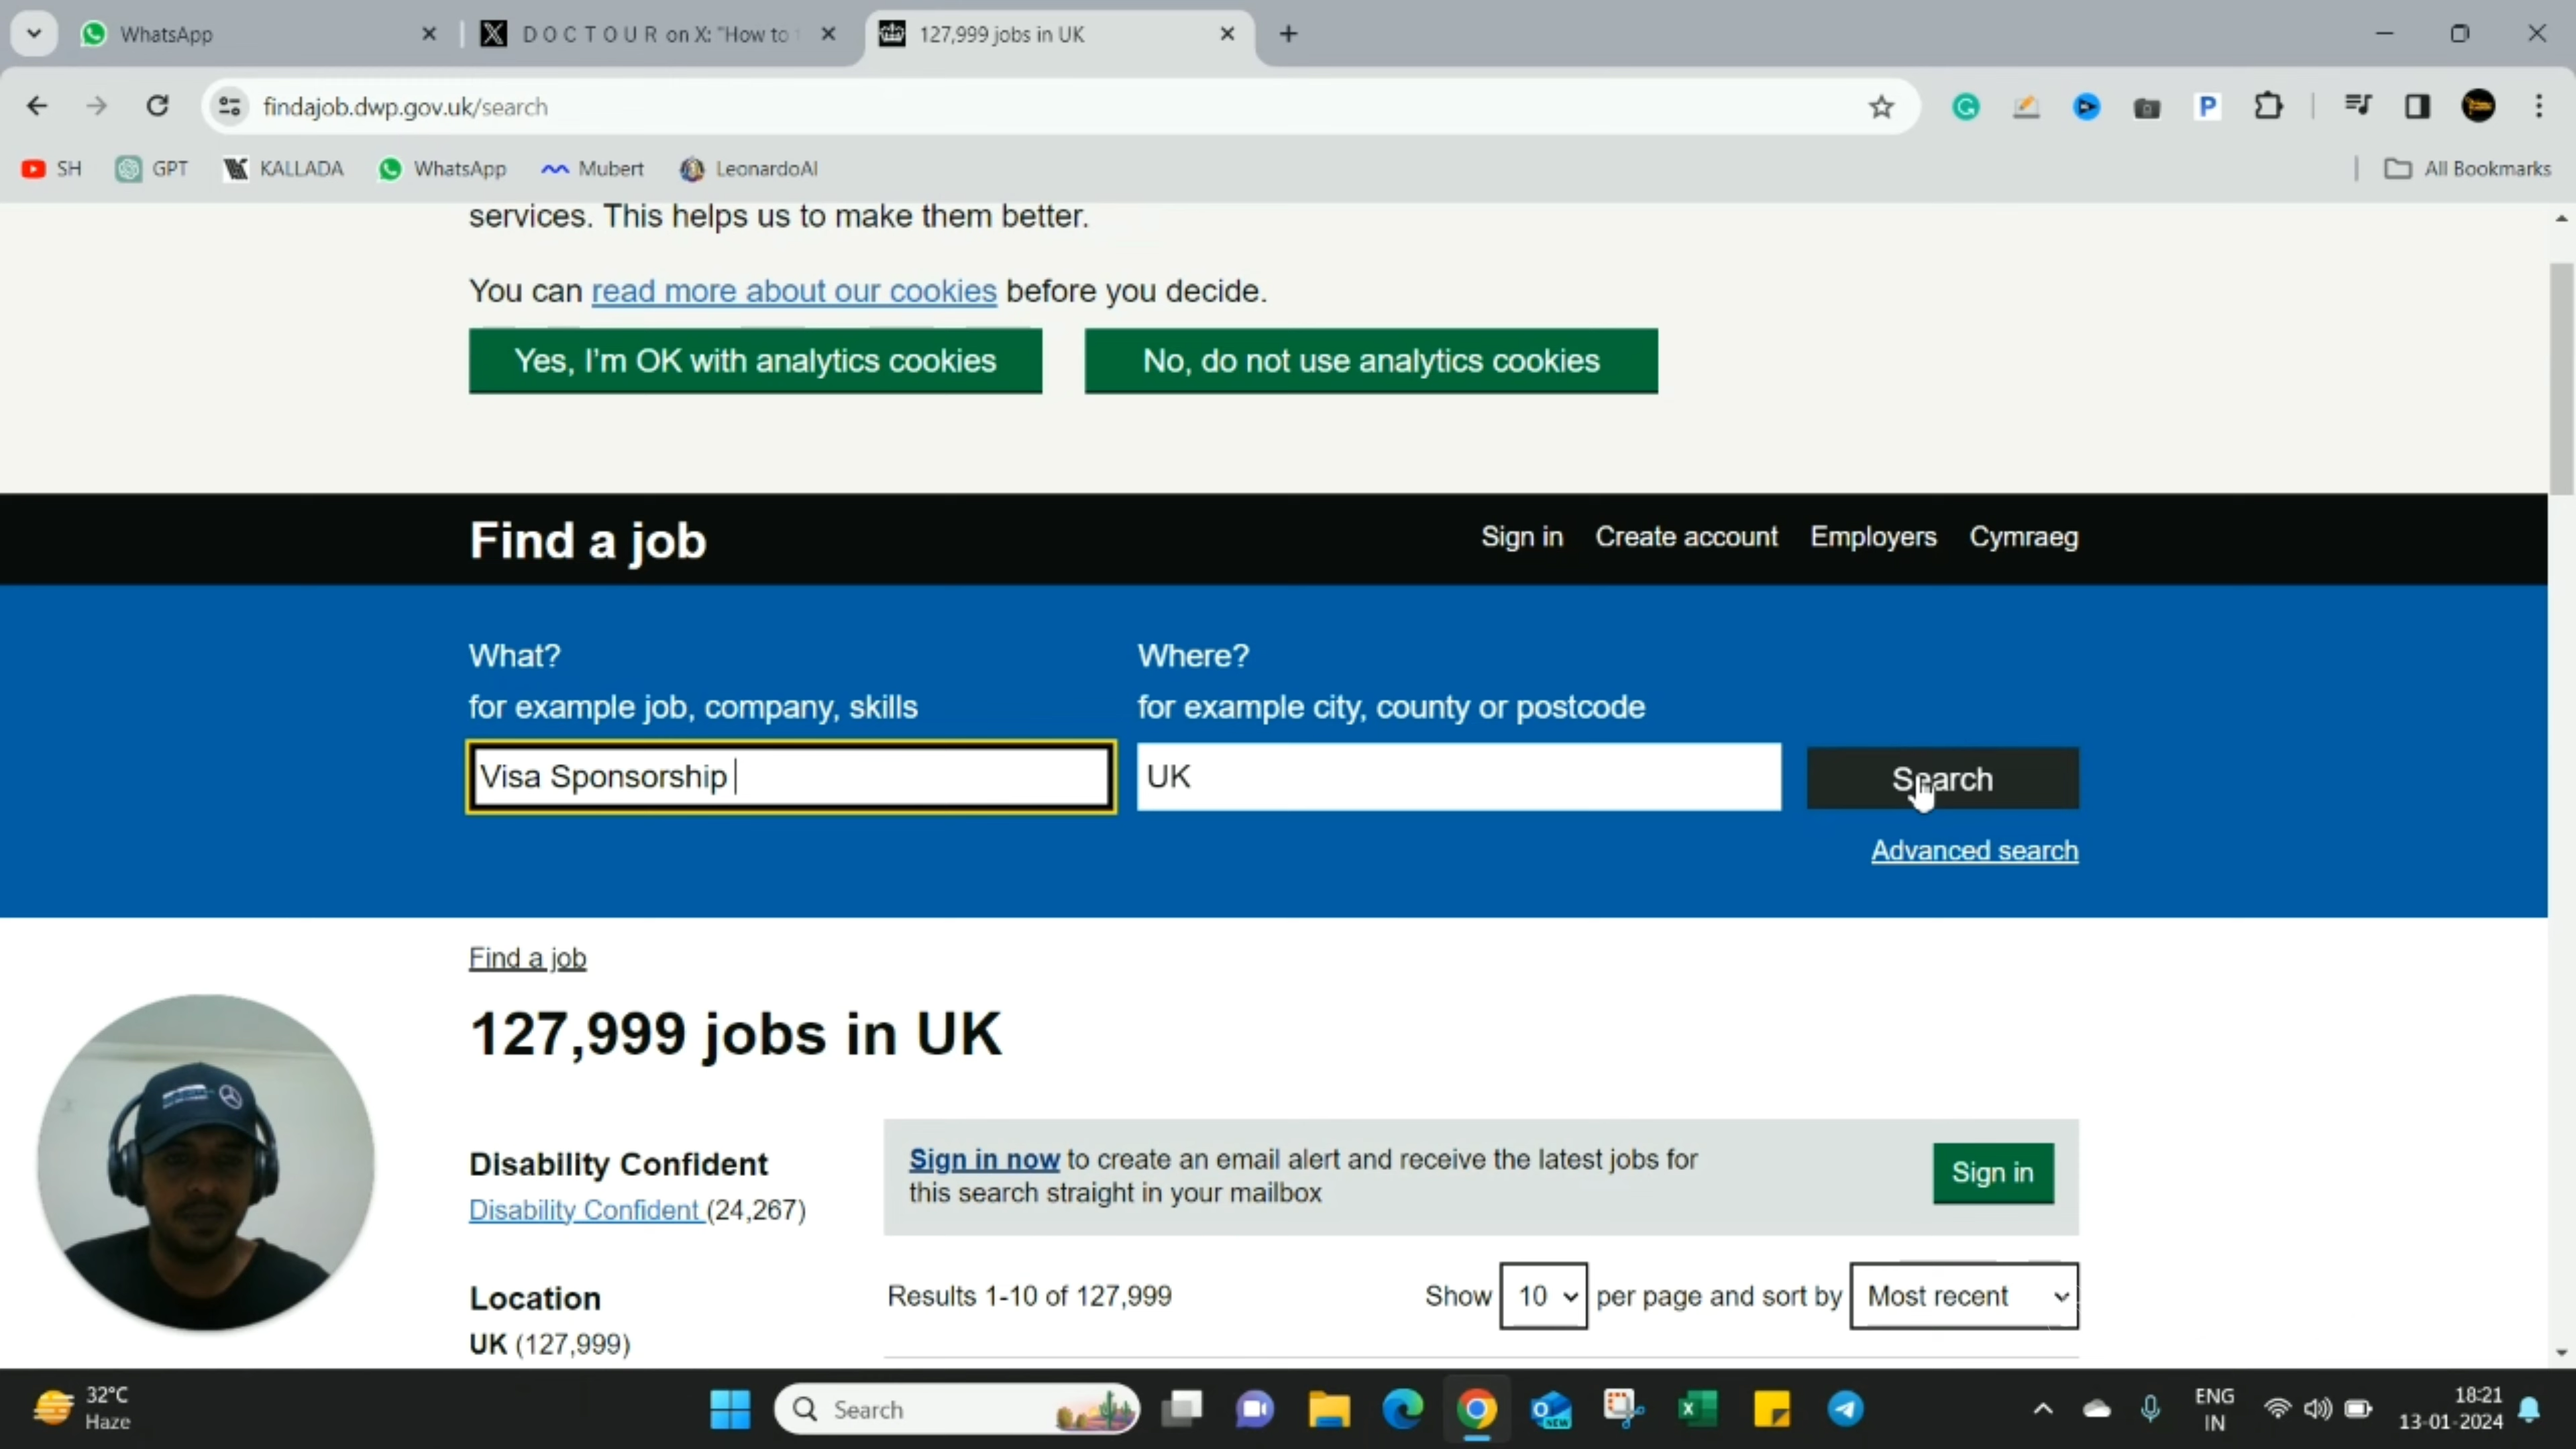 WhatsApp
D O C T O U R on X: "How to
127,999 jobs in UK
findajob.dwp.gov.uk/search
SH
GPT
KALLADA
WhatsApp
Mubert
LeonardoAI
All Bookmarks
services. This helps us to make them better.
You can read more about our cookies before you decide.
Yes, I'm OK with analytics cookies
No, do not use analytics cookies
Find a job
Sign in
Create account
Employers
Cymraeg
What?
Where?
for example job, company, skills
for example city, county or postcode
Visa Sponsorship
UK
Search
Advanced search
Find a job
127,999 jobs in UK
Disability Confident
Disability Confident (24,267)
Sign in now to create an email alert and receive the latest jobs for
this search straight in your mailbox
Sign in
Location
UK (127,999)
Results 1-10 of 127,999
Show 10 per page and sort by Most recent
32°C
Haze
Search
NEW
ENG
IN
18:21
13-01-2024